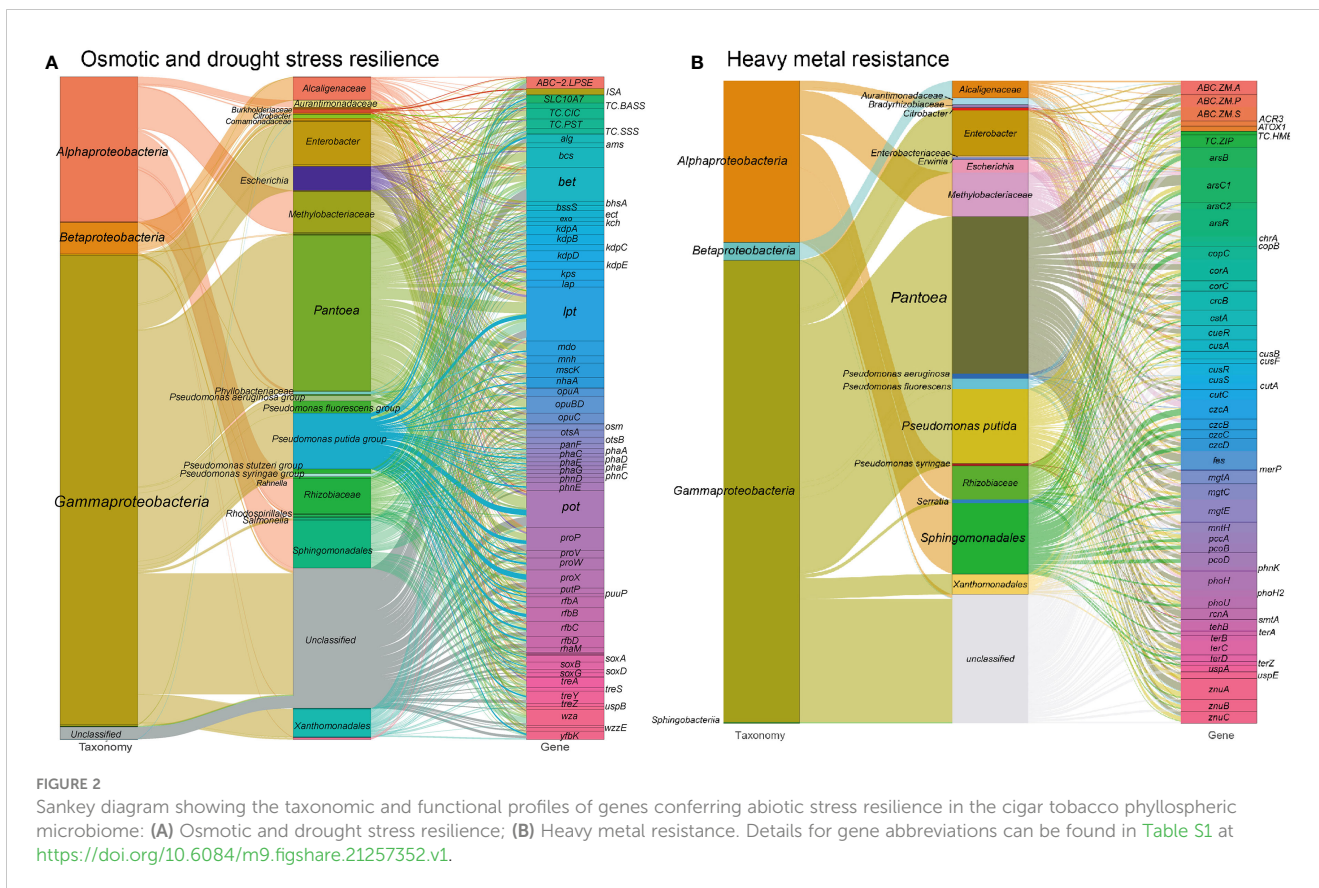 A Osmotic and drought stress resilience
Alphaproteobacteria
Betaproteobacteria
Gammaproteobacteria
Unclassified
Taxonomy
Alcaligenaceae
Aurantimonadaceae
Burkholderiaceae
Citrobacter
Comamonadaceae
Enterobacter
Escherichia
Methylobacteriaceae
Pantoea
Phyllobacteriaceae
Pseudomonas aeruginosa group
Pseudomonas fluorescens group
Pseudomonas putida group
Pseudomonas stutzeri group
Pseudomonas syringae group
Rahnella
Rhizobiaceae
Rhodospirillales
Salmonella
Sphingomonadales
Unclassified
Xanthomonadales
ABC-2.LPSE
ISA
SLC10A7
TC.BASS
TC.CIC
TC.PST
TC.SSS
alg
ams
bcs
bet
bhsA
bssS
ect
exo
kch
kdpA
kdpB
kdpC
kdpD
kdpE
kps
lap
lpt
mdo
mnh
mscK
nhaA
opuA
opuBD
opuC
osm
otsA
otsB
panF
phaA
phaC
phaD
phaE
phaF
phaG
phnC
phnD
phnE
pot
proP
proV
proW
proX
putP
puuP
rfbA
rfbB
rfbC
rfbD
rhaM
soxA
soxB
soxD
soxG
treA
treS
treY
treZ
uspB
wza
wzzE
yfbK
Gene
B Heavy metal resistance
Alphaproteobacteria
Betaproteobacteria
Gammaproteobacteria
Sphingobacteriia
Taxonomy
Alcaligenaceae
Aurantimonadaceae
Bradyrhizobiaceae
Citrobacter
Enterobacter
Enterobacteriaceae
Erwinia
Escherichia
Methylobacteriaceae
Pantoea
Pseudomonas aeruginosa
Pseudomonas fluorescens
Pseudomonas putida
Pseudomonas syringae
Rhizobiaceae
Serratia
Sphingomonadales
Xanthomonadales
unclassified
ABC.ZM.A
ABC.ZM.P
ABC.ZM.S
ACR3
ATOX1
TC.HME
TC.ZIP
arsB
arsC1
arsC2
arsR
chrA
copB
copC
corA
corC
crcB
cueR
cusA
cusB
cusF
cusR
cusS
cutA
cutC
czcA
czcB
czcC
czcD
fes
merP
mgtA
mgtC
mgtE
mntH
pccA
pcoB
pcoD
phnK
phoH
phoH2
phoU
rcnA
smtA
tehB
terA
terB
terC
terD
terZ
uspA
uspE
znuA
znuB
znuC
Gene
FIGURE 2
Sankey diagram showing the taxonomic and functional profiles of genes conferring abiotic stress resilience in the cigar tobacco phyllospheric
microbiome: (A) Osmotic and drought stress resilience; (B) Heavy metal resistance. Details for gene abbreviations can be found in Table S1 at
https://doi.org/10.6084/m9.figshare.21257352.v1.